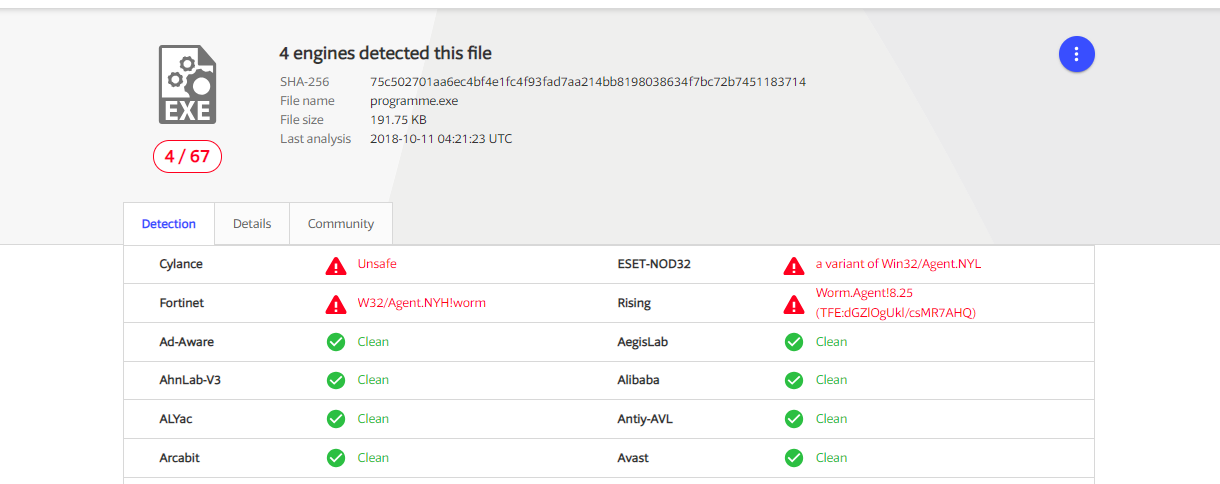 4 engines detected this file
EXE
4 / 67
SHA-256 75c502701aa6ec4bf4e1fc4f93fad7aa214bb8198038634f7bc72b7451183714
File name programme.exe
File size 191.75 KB
Last analysis 2018-10-11 04:21:23 UTC
Detection Details Community
Cylance Unsafe ESET-NOD32 a variant of Win32/Agent.NYL
Fortinet W32/Agent.NYH!worm Rising Worm.Agent!8.25
(TFE:dGZlOgUkl/csMR7AHQ)
Ad-Aware Clean AegisLab Clean
AhnLab-V3 Clean Alibaba Clean
ALYac Clean Antiy-AVL Clean
Arcabit Clean Avast Clean